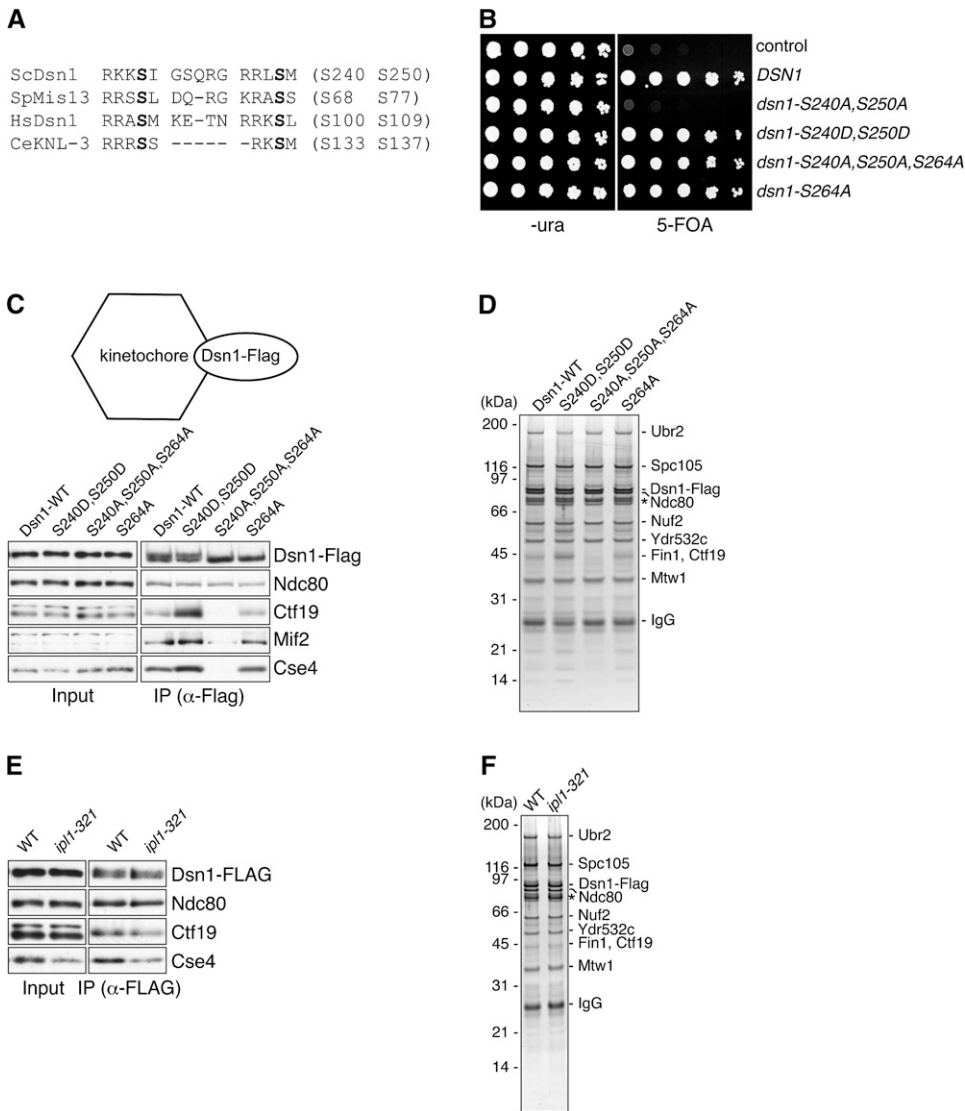 A
ScDsn1 RKKSI GSQRG RRLSM (S240 S250)
SpMis13 RRSSL DQ-RG KRASS (S68 S77)
HsDsn1 RRASM KE-TN RRKSL (S100 S109)
CeKNL-3 RRRSS ----- -RKSM (S133 S137)
B
control
DSN1
dsn1-S240A,S250A
dsn1-S240D,S250D
dsn1-S240A,S250A,S264A
dsn1-S264A
-ura
5-FOA
C
kinetochore
Dsn1-Flag
Dsn1-WT
S240D,S250D
S240A,S250A,S264A
S264A
Dsn1-WT
S240D,S250D
S240A,S250A,S264A
S264A
Dsn1-Flag
Ndc80
Ctf19
Mif2
Cse4
Input
IP (α-Flag)
D
Dsn1-WT
S240D,S250D
S240A,S250A,S264A
S264A
(kDa)
200 -
116 -
97 -
66 -
45 -
31 -
21 -
14 -
- Ubr2
- Spc105
- Dsn1-Flag
*Ndc80
- Nuf2
- Ydr532c
- Fin1, Ctf19
- Mtw1
- IgG
E
WT
ipl1-321
WT
ipl1-321
Dsn1-FLAG
Ndc80
Ctf19
Cse4
Input
IP (α-FLAG)
F
WT
ipl1-321
(kDa)
200 -
116 -
97 -
66 -
45 -
31 -
21 -
14 -
- Ubr2
- Spc105
- Dsn1-Flag
*Ndc80
- Nuf2
- Ydr532c
- Fin1, Ctf19
- Mtw1
- IgG